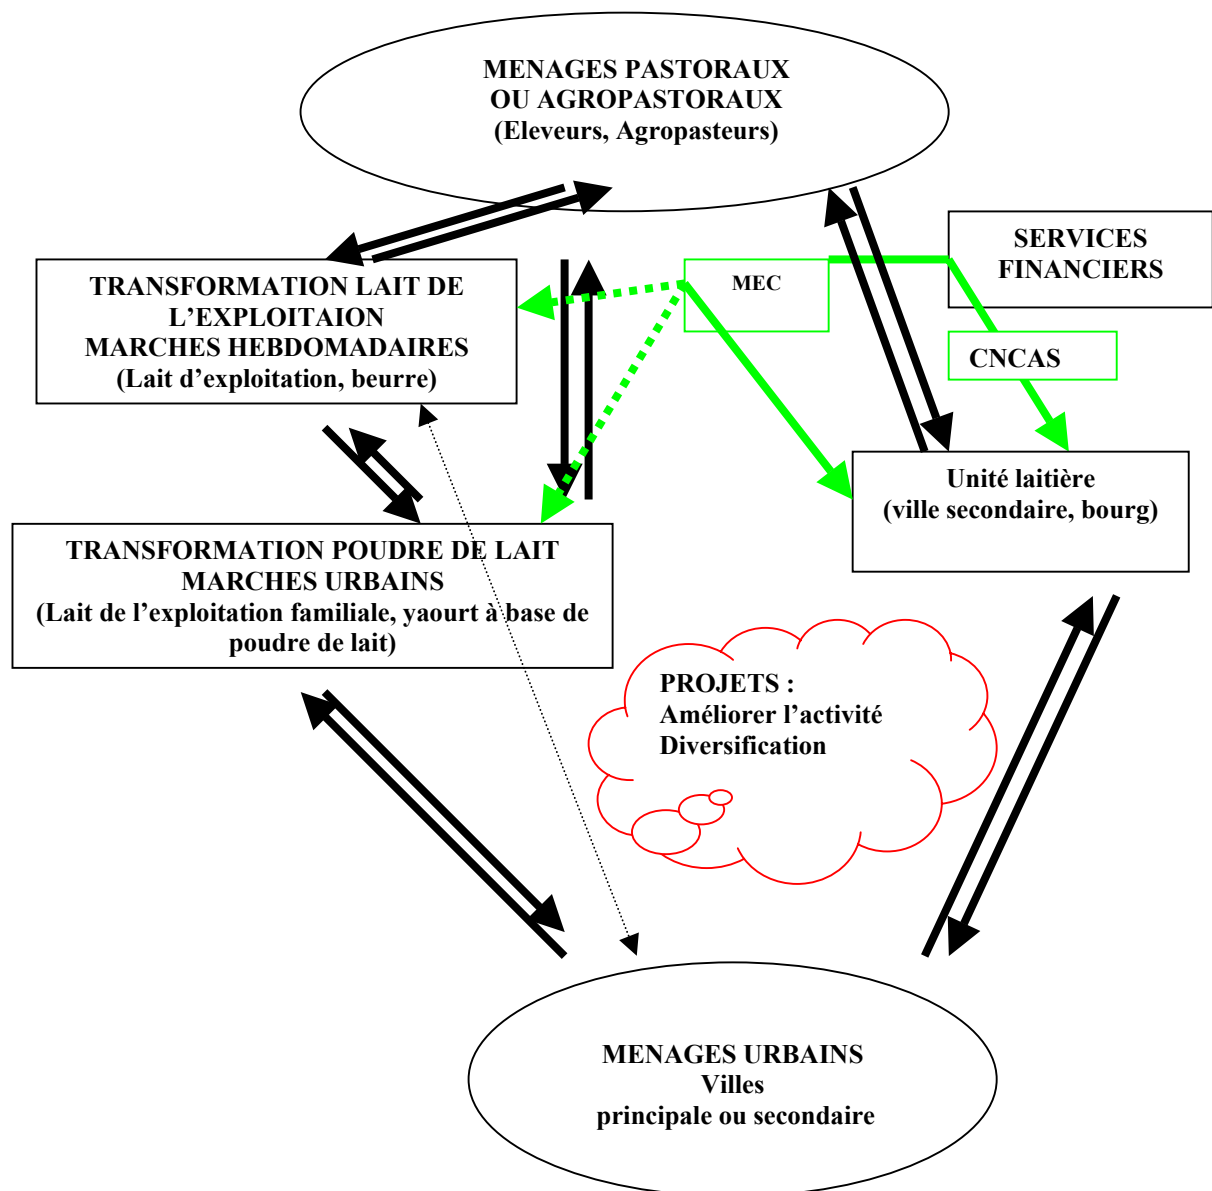 MENAGES PASTORAUX
OU AGROPASTORAUX
(Eleveurs, Agropasteurs)
SERVICES
FINANCIERS
TRANSFORMATION LAIT DE
L’EXPLOITAION
MARCHES HEBDOMADAIRES
(Lait d’exploitation, beurre)
MEC
CNCAS
Unité laitière
(ville secondaire, bourg)
TRANSFORMATION POUDRE DE LAIT
MARCHES URBAINS
(Lait de l’exploitation familiale, yaourt à base de
poudre de lait)
PROJETS :
Améliorer l’activité
Diversification
MENAGES URBAINS
Villes
principale ou secondaire